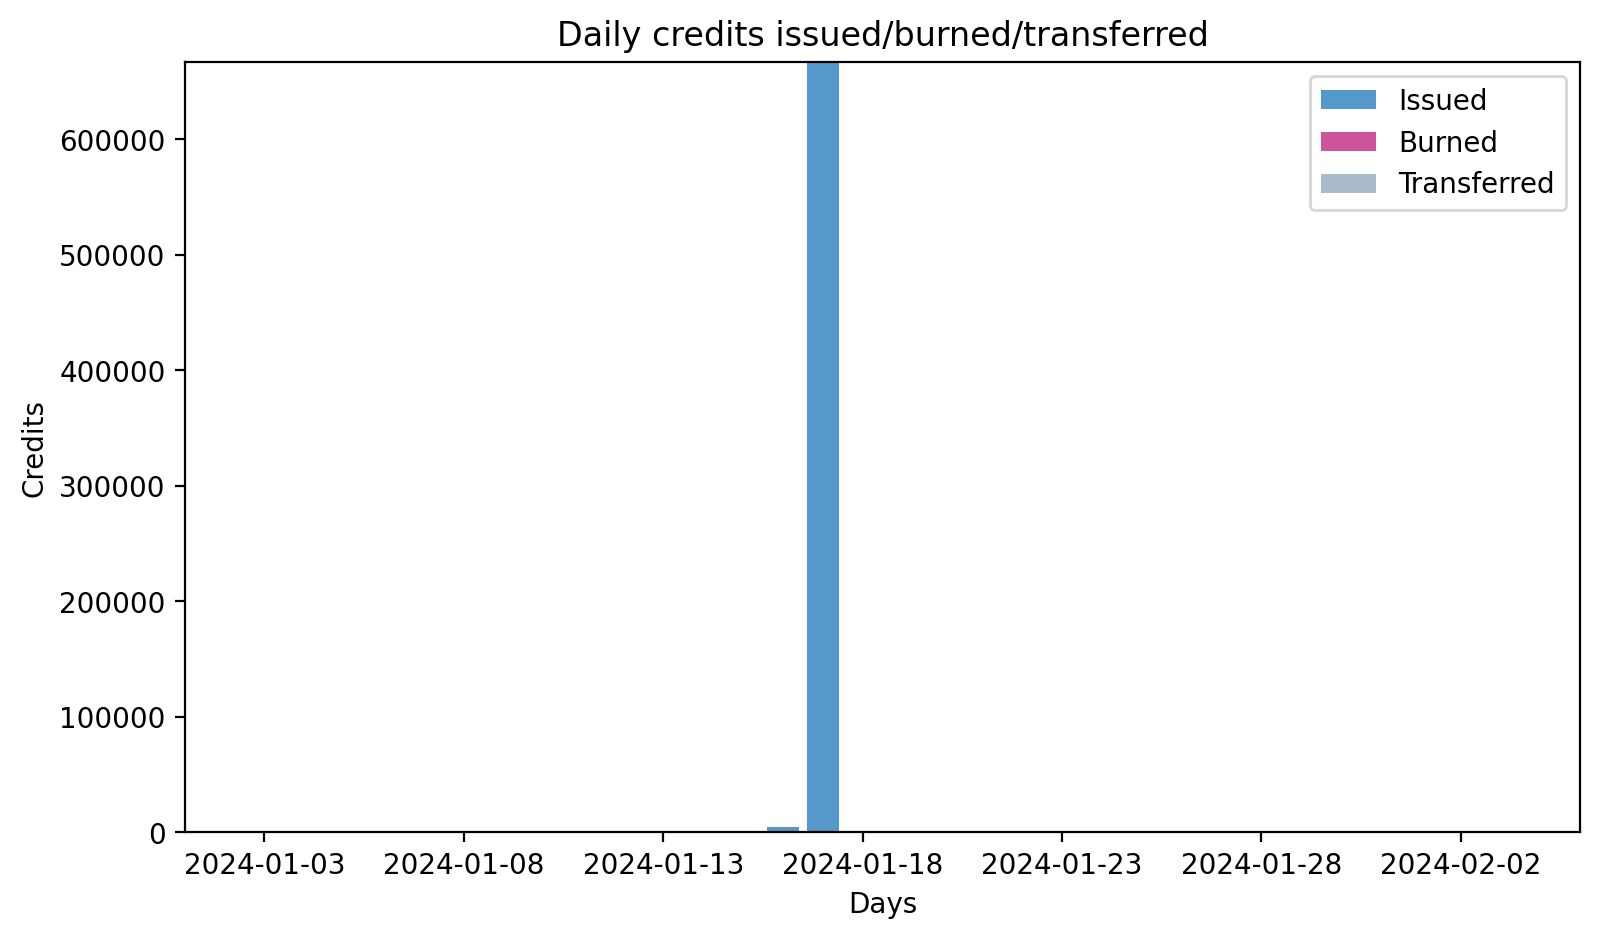 Daily credits issued/burned/transferred
Issued
Burned
Transferred
600000
500000
400000
300000
200000
100000
0
Credits
2024-01-03 2024-01-08 2024-01-13 2024-01-18 2024-01-23 2024-01-28 2024-02-02
Days